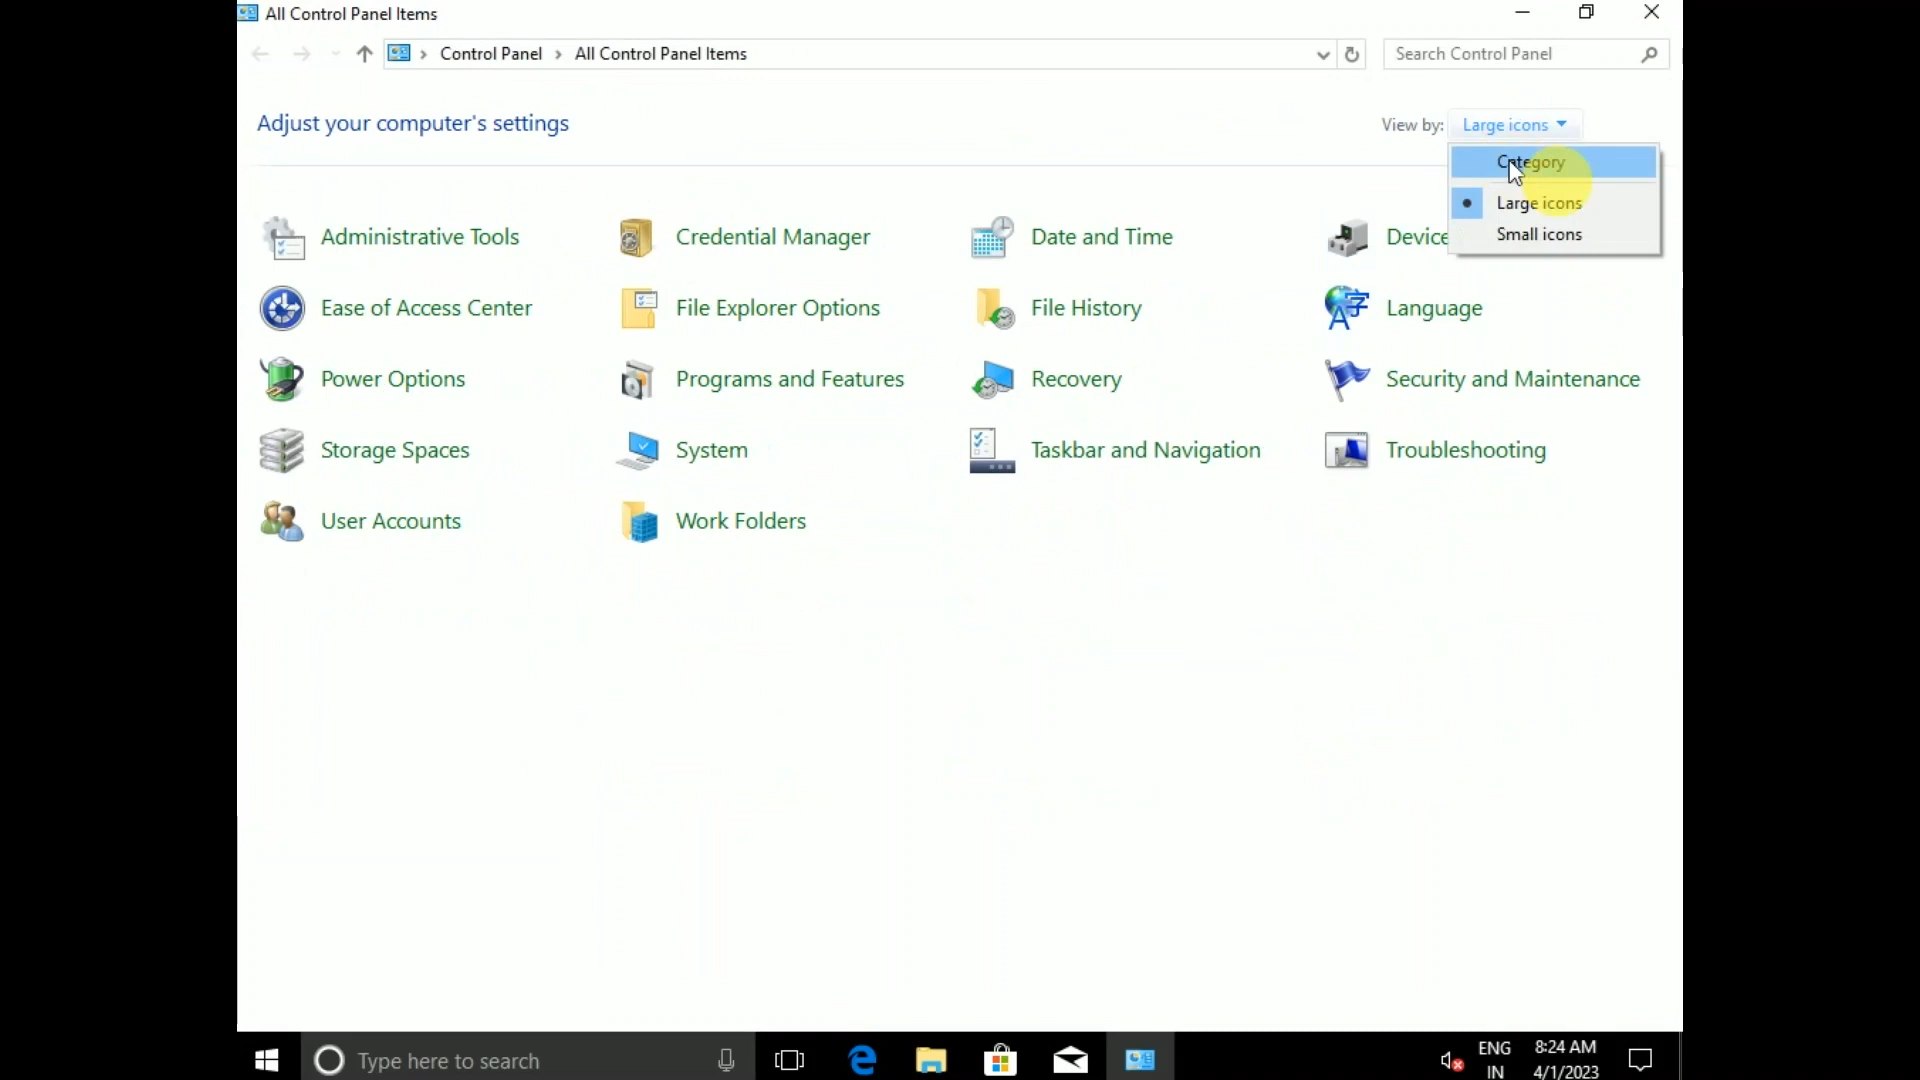 All Control Panel Items
Control Panel > All Control Panel Items
Search Control Panel
Adjust your computer's settings
View by: Large icons
Category
Large icons
Small icons
Administrative Tools
Credential Manager
Date and Time
Device
Ease of Access Center
File Explorer Options
File History
Language
Power Options
Programs and Features
Recovery
Security and Maintenance
Storage Spaces
System
Taskbar and Navigation
Troubleshooting
User Accounts
Work Folders
Type here to search
ENG
IN
8:24 AM
4/1/2023